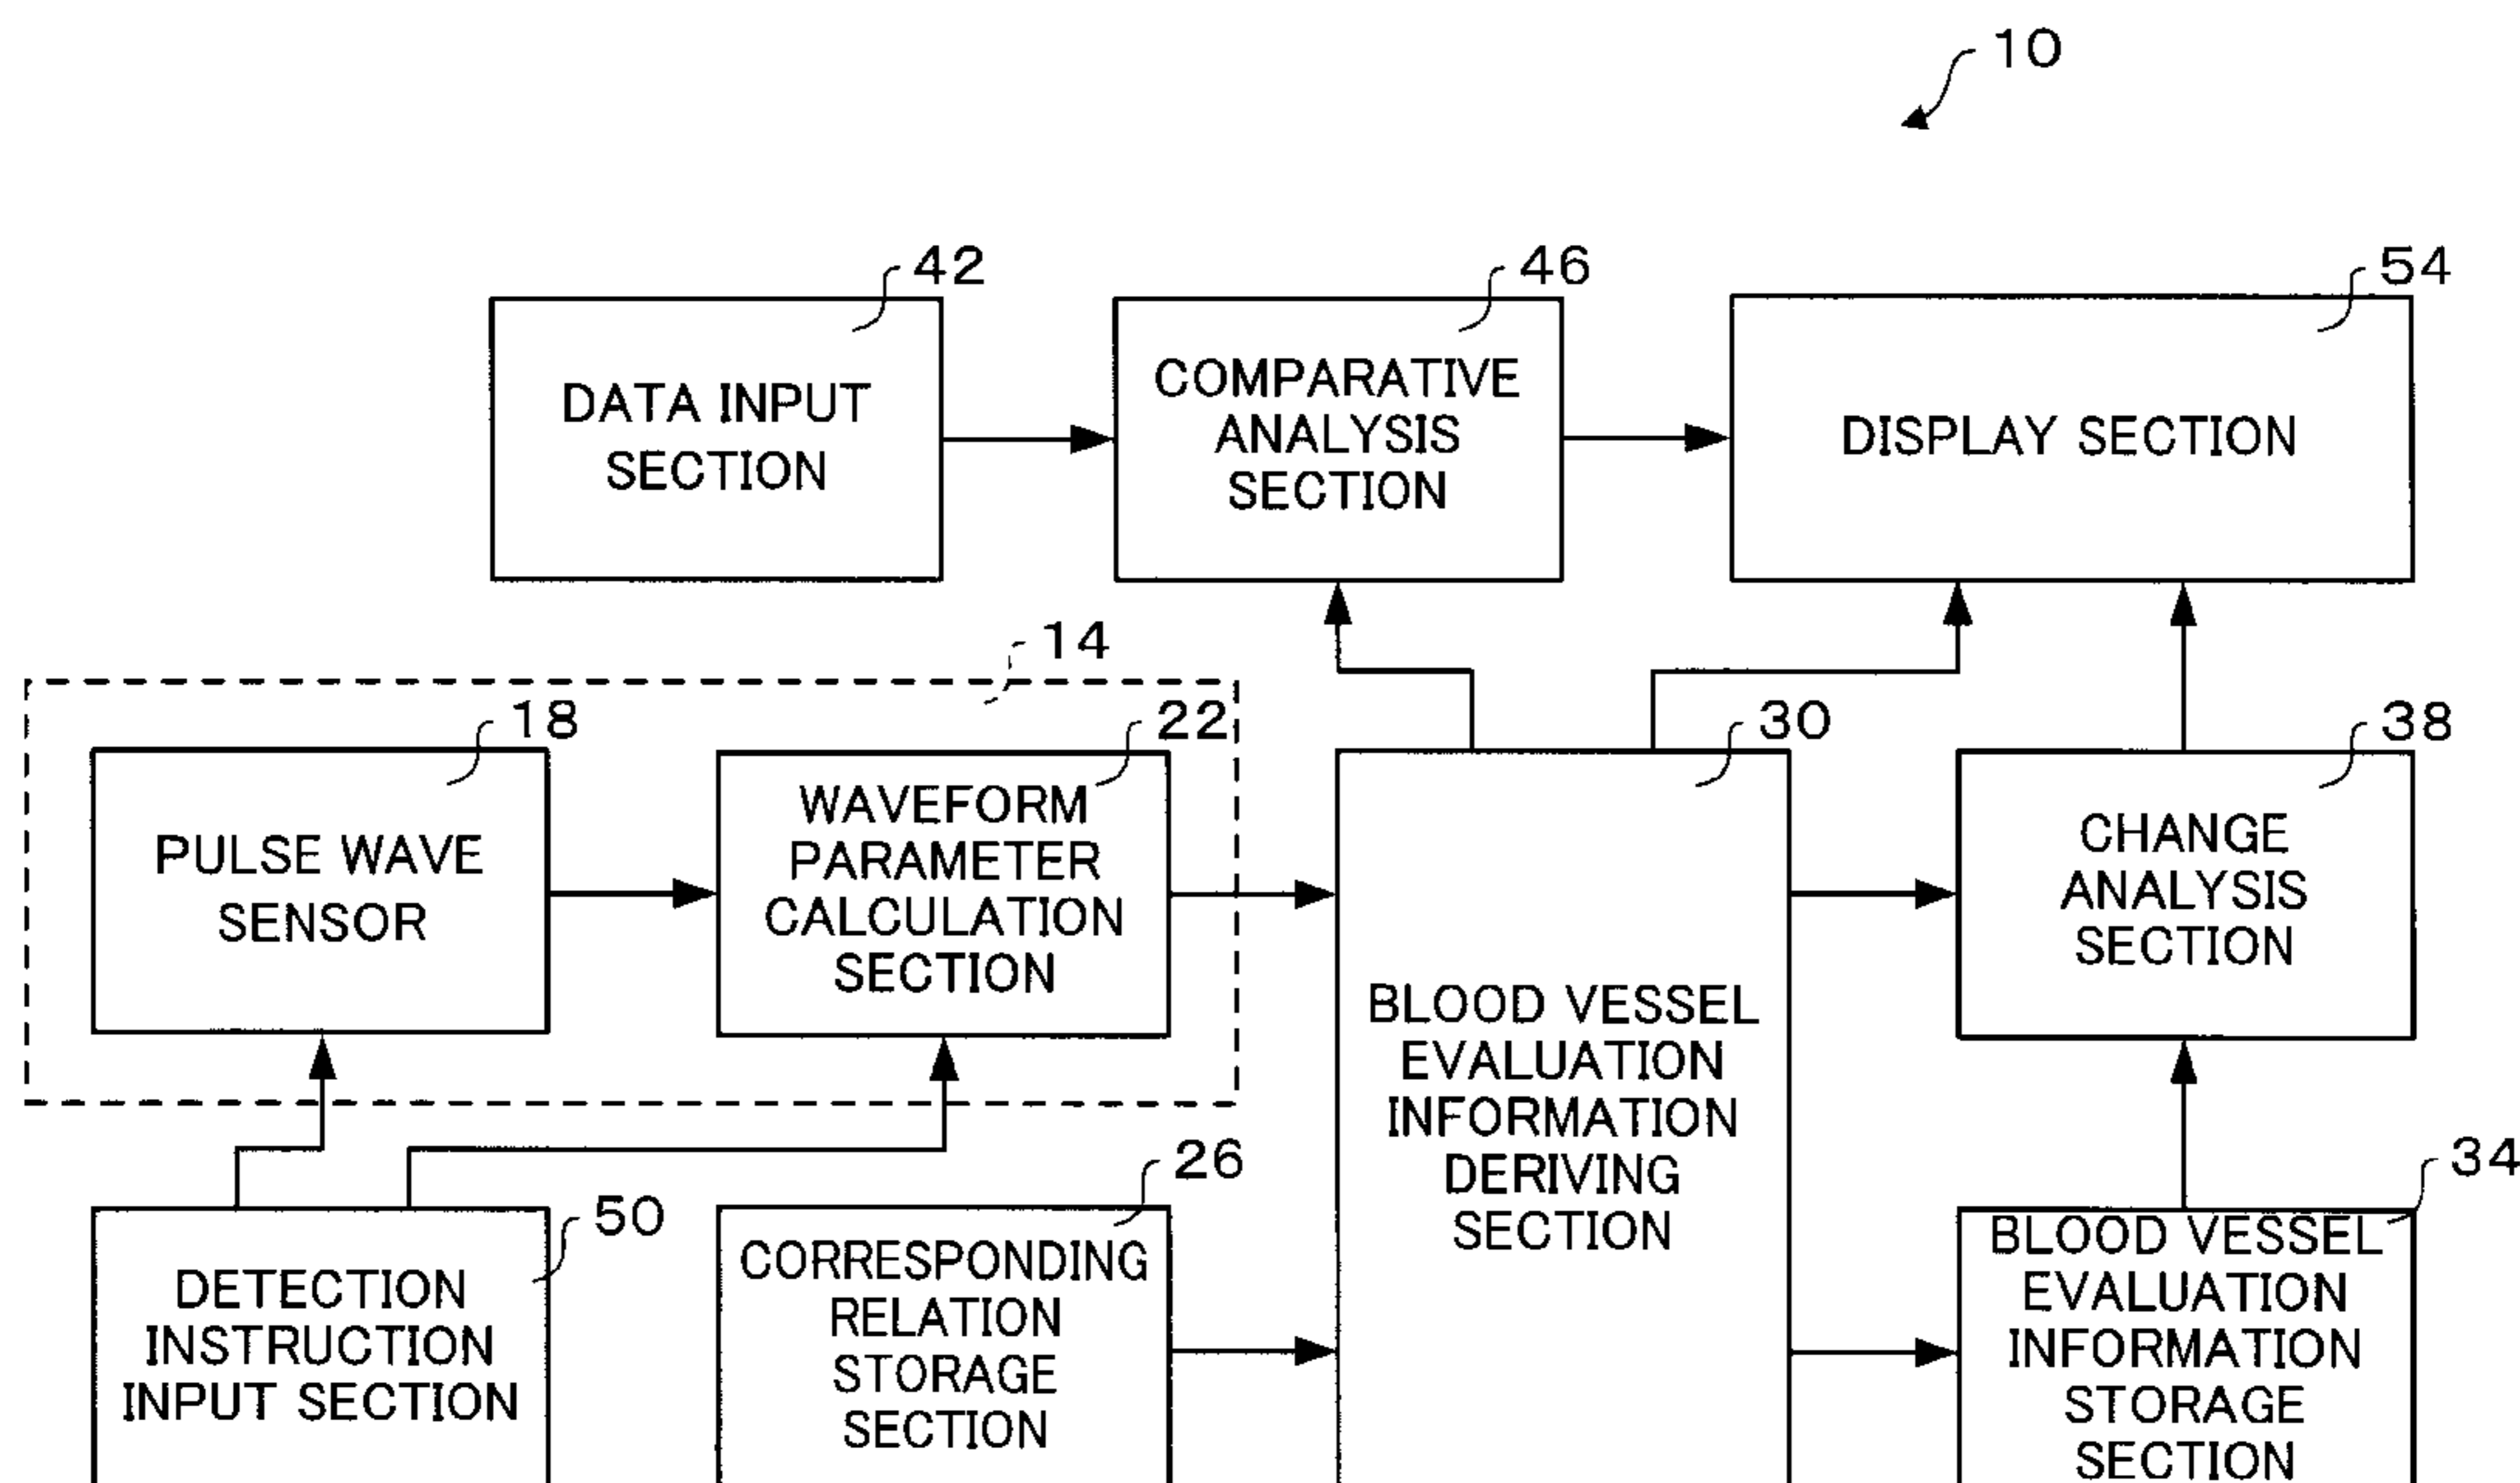 10
42
DATA INPUT
SECTION
46
COMPARATIVE
ANALYSIS
SECTION
54
DISPLAY SECTION
14
18
PULSE WAVE
SENSOR
22
WAVEFORM
PARAMETER
CALCULATION
SECTION
30
BLOOD VESSEL
EVALUATION
INFORMATION
DERIVING
SECTION
38
CHANGE
ANALYSIS
SECTION
50
DETECTION
INSTRUCTION
INPUT SECTION
26
CORRESPONDING
RELATION
STORAGE
SECTION
34
BLOOD VESSEL
EVALUATION
INFORMATION
STORAGE
SECTION